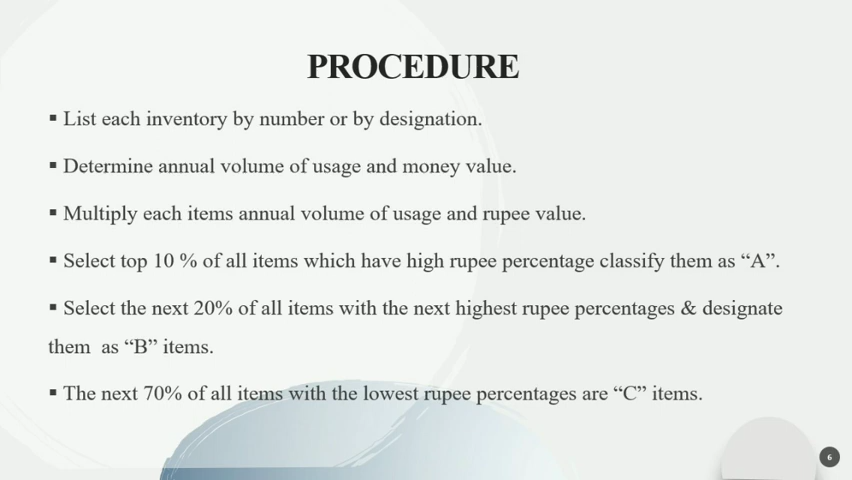 PROCEDURE
▪ List each inventory by number or by designation.
▪ Determine annual volume of usage and money value.
▪ Multiply each items annual volume of usage and rupee value.
▪ Select top 10 % of all items which have high rupee percentage classify them as “A”.
▪ Select the next 20% of all items with the next highest rupee percentages & designate
them  as “B” items.
▪ The next 70% of all items with the lowest rupee percentages are “C” items.
6